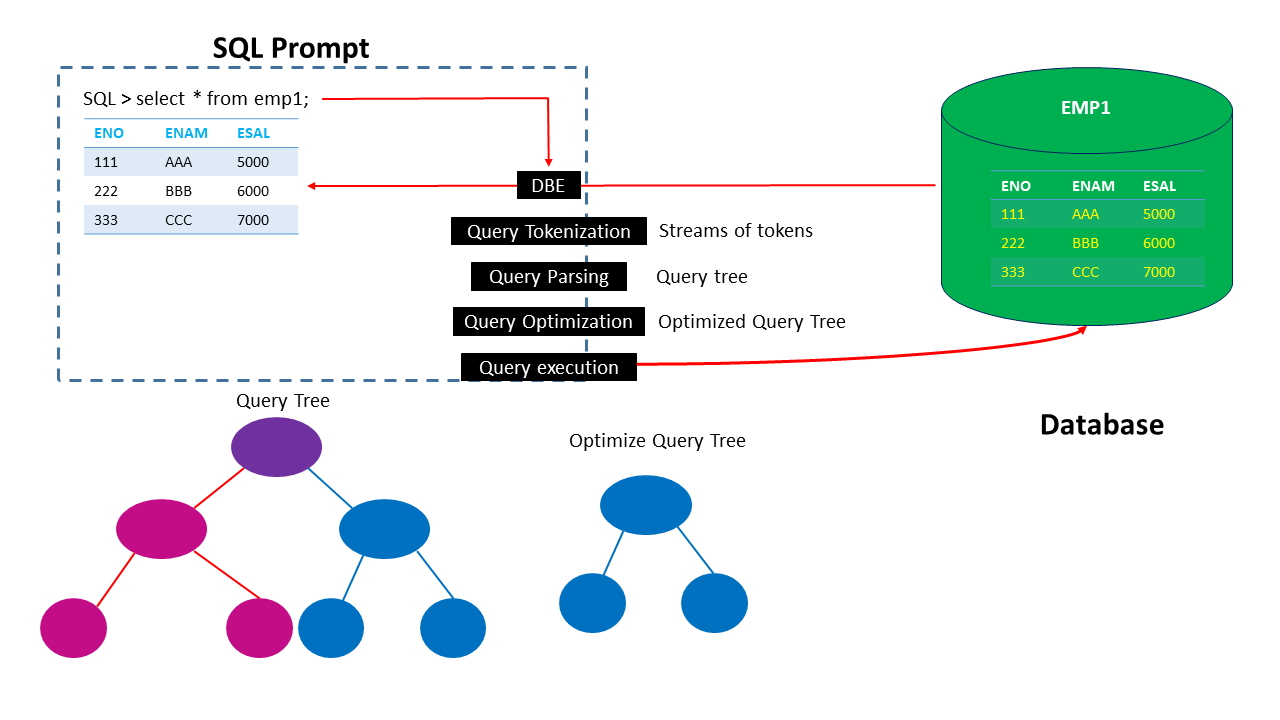 SQL Prompt
SQL > select * from emp1;
ENO ENAM ESAL
111 AAA 5000
222 BBB 6000
333 CCC 7000
DBE
Query Tokenization Streams of tokens
Query Parsing Query tree
Query Optimization Optimized Query Tree
Query execution
EMP1
ENO ENAM ESAL
111 AAA 5000
222 BBB 6000
333 CCC 7000
Database
Query Tree
Optimize Query Tree